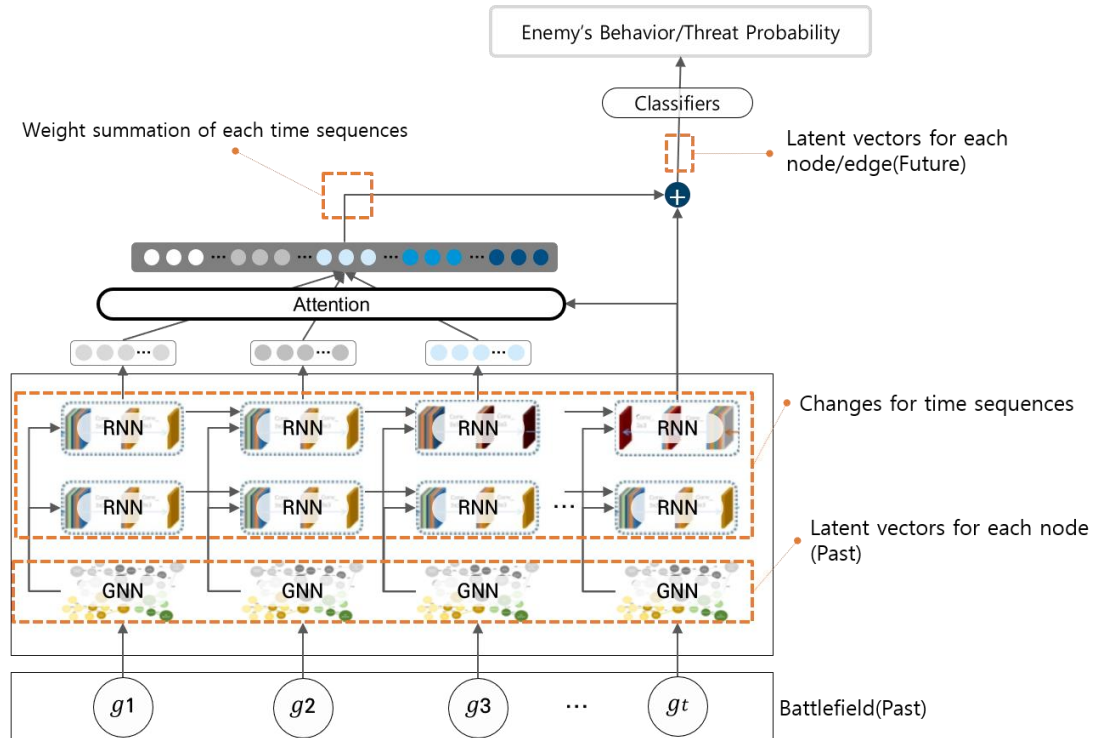 Enemy's Behavior/Threat Probability
Classifiers
Weight summation of each time sequences
Latent vectors for each
node/edge(Future)
+
Attention
RNN RNN RNN RNN
Changes for time sequences
RNN RNN RNN ... RNN
Latent vectors for each node
(Past)
GNN GNN GNN GNN
g1 g2 g3 ... gt
Battlefield(Past)